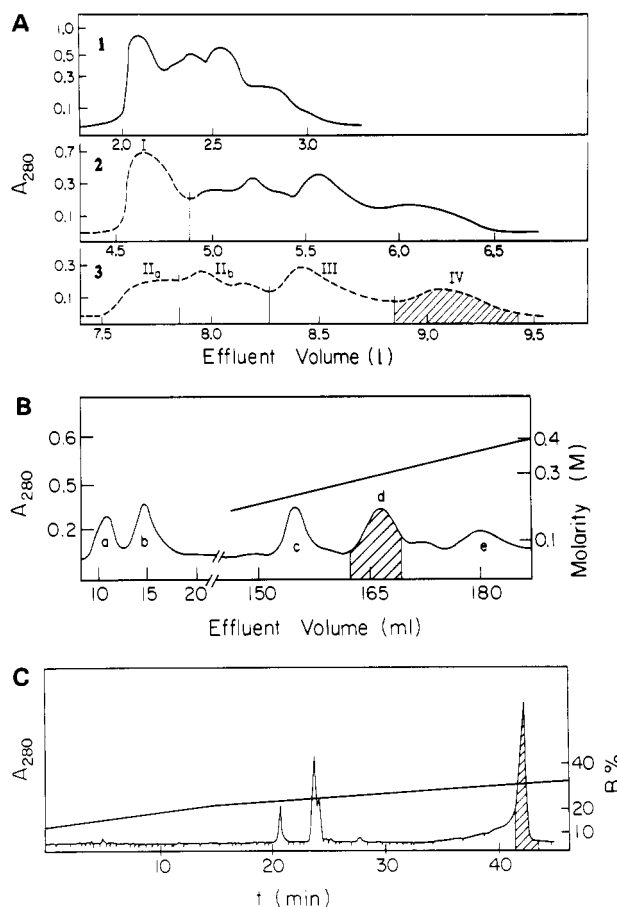 A
1
1.0
0.5
0.3
0.1
2.0 2.5 3.0
A280
2
I
0.7
0.3
0.1
4.5 5.0 5.5 6.0 6.5
3
IIa IIb III IV
0.3
0.1
7.5 8.0 8.5 9.0 9.5
Effluent Volume (l)
B
A280
0.6
0.5
0.2
a b c d e
0.4
0.3
0.1
Molarity (M)
10 15 20 150 165 180
Effluent Volume (ml)
C
A280
40
20
10
B%
10 20 30 40
t (min)